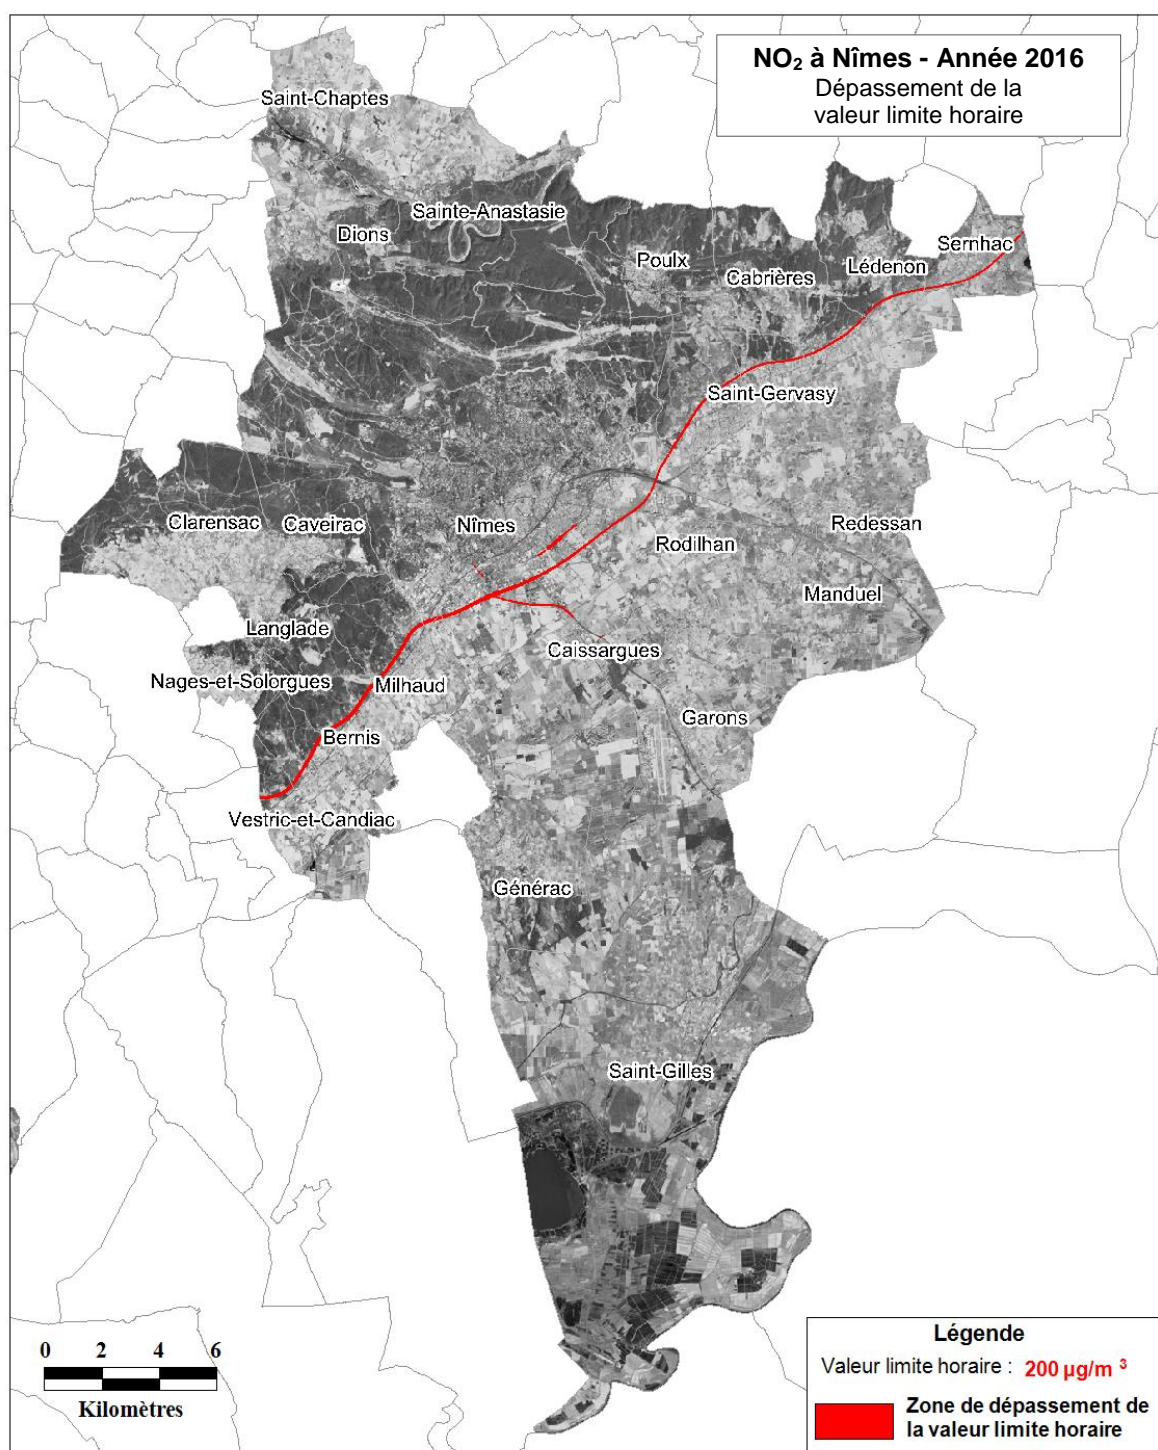 NO₂ à Nîmes - Année 2016
Dépassement de la
valeur limite horaire
Saint-Chaptes
Sainte-Anastasie
Dions
Sernhac
Poulx
Lédenon
Cabrières
Saint-Gervasy
Clarensac
Caveirac
Nîmes
Redessan
Rodilhan
Manduel
Langlade
Caissargues
Nages-et-Solorgues
Milhaud
Garons
Bernis
Vestric-et-Candiac
Générac
Saint-Gilles
0 2 4 6
Kilomètres
Légende
Valeur limite horaire : 200 µg/m ³
Zone de dépassement de
la valeur limite horaire